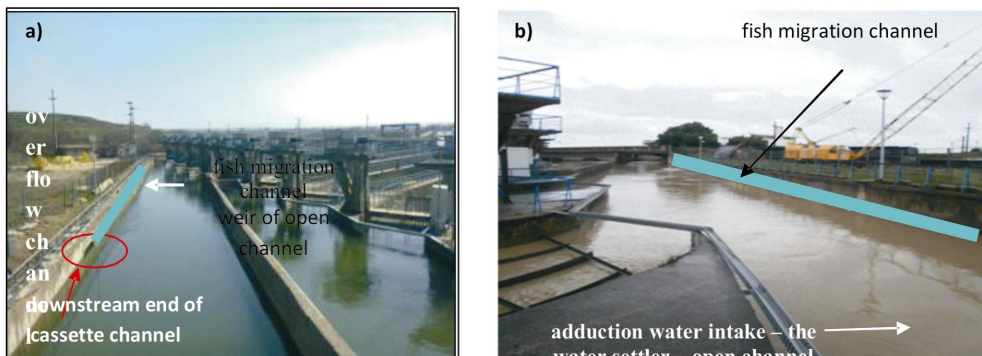 a)
ov
er
flo
w
ch
an
fish migration
channel
weir of open
channel
downstream end of
cassette channel
b)
fish migration channel
adduction water intake – the
water settler – open channel